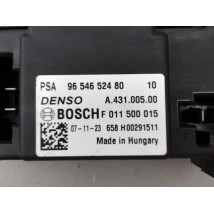 PSA 96 546 524 80 10
DENSO A.431.005.00
BOSCH F 011 500 015
07-11-23 658 H00291511
Made in Hungary